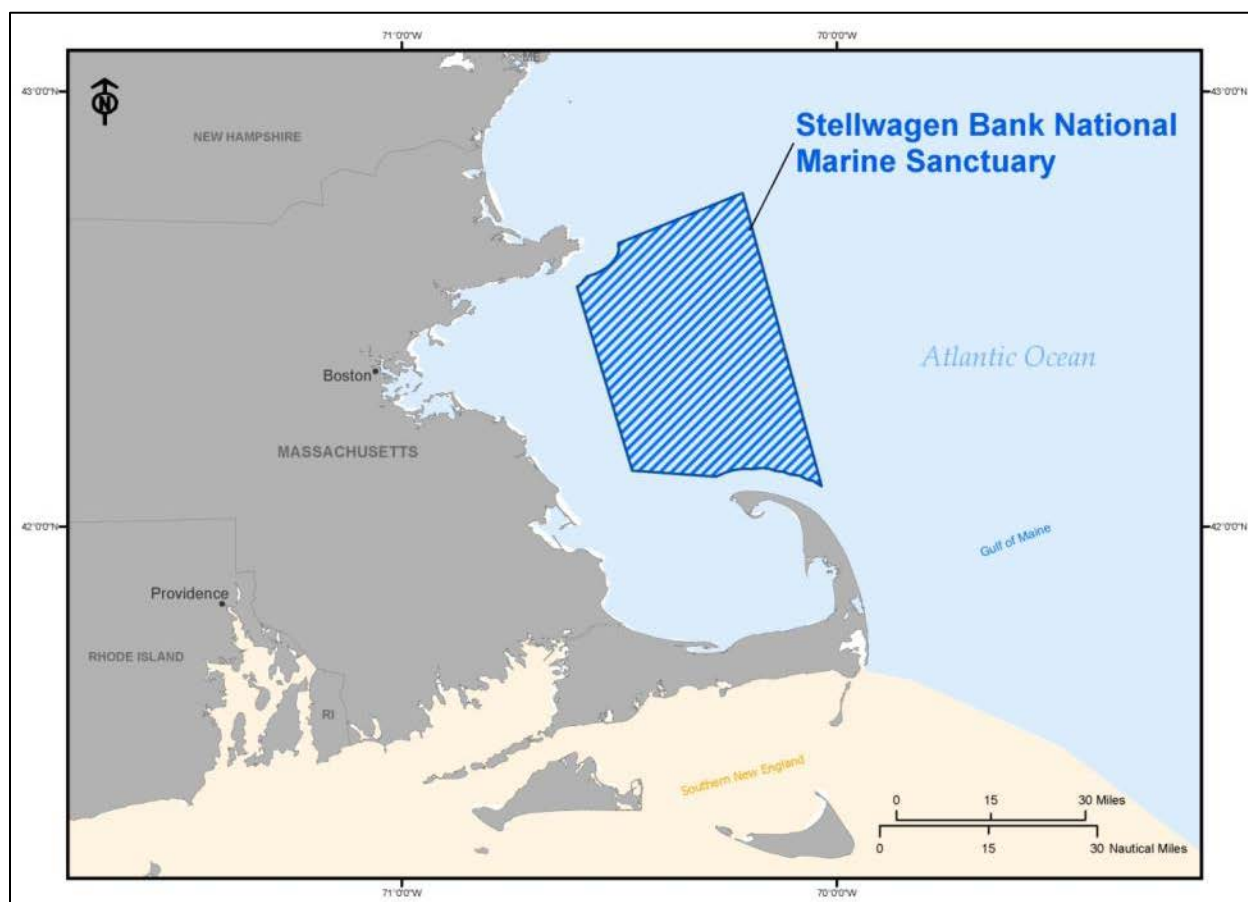 71°0'0"W
70°0'0"W
ME
43°0'0"N
43°0'0"N
N
NEW HAMPSHIRE
Stellwagen Bank National
Marine Sanctuary
Atlantic Ocean
Boston
MASSACHUSETTS
42°0'0"N
42°0'0"N
Gulf of Maine
Providence
RHODE ISLAND
RI
Southern New England
0 15 30 Miles
0 15 30 Nautical Miles
71°0'0"W
70°0'0"W